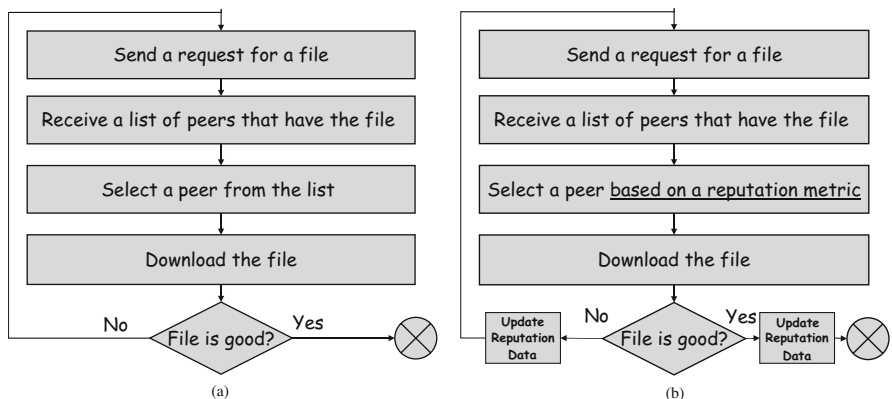 Send a request for a file
Receive a list of peers that have the file
Select a peer from the list
Download the file
No
File is good?
Yes
(a)
Send a request for a file
Receive a list of peers that have the file
Select a peer based on a reputation metric
Download the file
Update
Reputation
Data
No
File is good?
Yes
Update
Reputation
Data
(b)